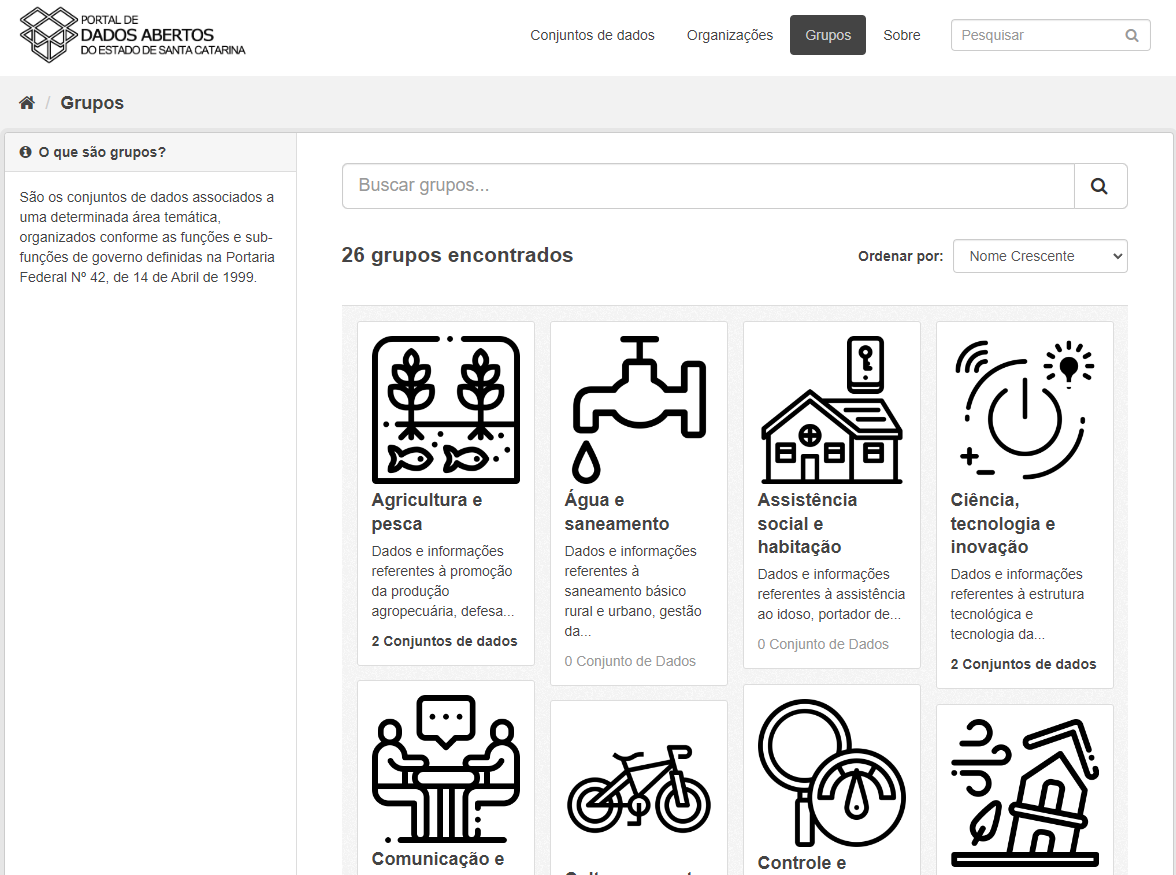 PORTAL DE
DADOS ABERTOS
DO ESTADO DE SANTA CATARINA
Conjuntos de dados
Organizações
Grupos
Sobre
Pesquisar
/ Grupos
O que são grupos?
São os conjuntos de dados associados a
uma determinada área temática,
organizados conforme as funções e sub-
funções de governo definidas na Portaria
Federal Nº 42, de 14 de Abril de 1999.
Buscar grupos...
26 grupos encontrados
Ordenar por:
Nome Crescente
Agricultura e
pesca
Dados e informações
referentes à promoção
da produção
agropecuária, defesa...
2 Conjuntos de dados
Água e
saneamento
Dados e informações
referentes à
saneamento básico
rural e urbano, gestão
da...
0 Conjunto de Dados
Assistência
social e
habitação
Dados e informações
referentes à assistência
ao idoso, portador de...
0 Conjunto de Dados
Ciência,
tecnologia e
inovação
Dados e informações
referentes à estrutura
tecnológica e
tecnologia da...
2 Conjuntos de dados
Comunicação e
Controle e